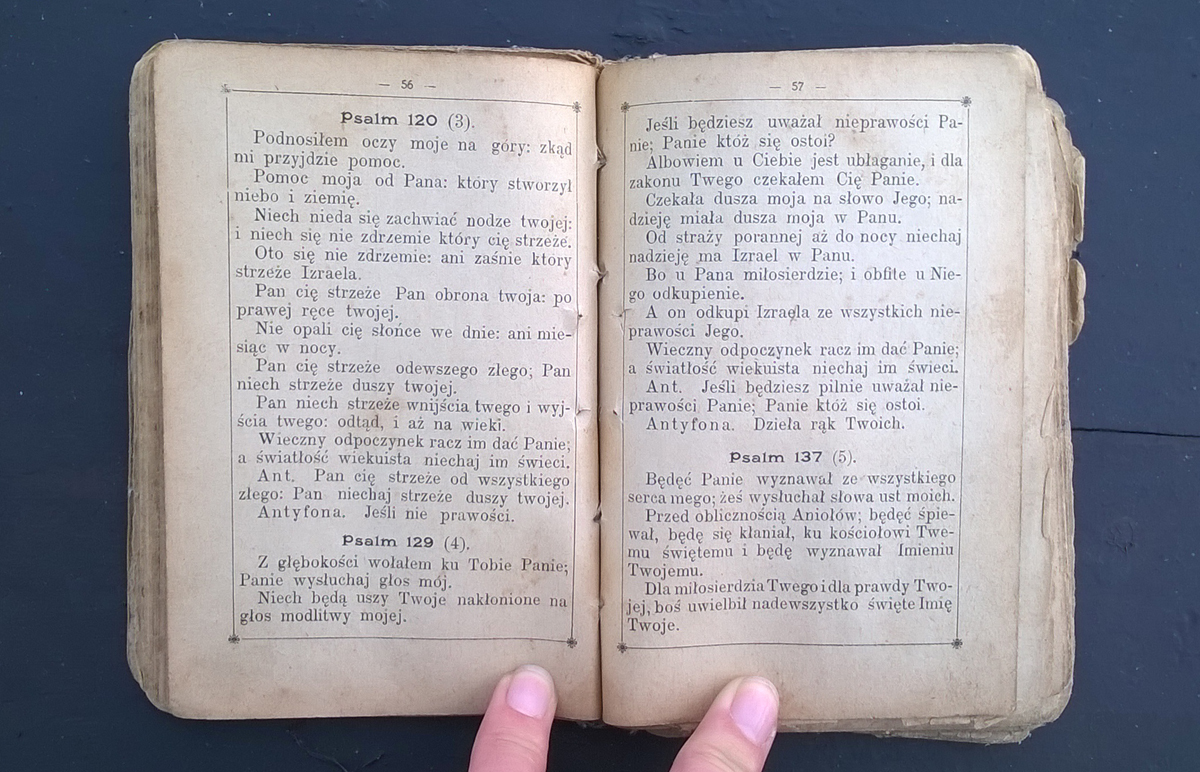 — 56 —
Psalm 120 (3).
Podnosiłem oczy moje na góry: zkąd
mi przyjdzie pomoc.
Pomoc moja od Pana: który stworzył
niebo i ziemię.
Niech nieda się zachwiać nodze twojej:
i niech się nie zdrzemie który cię strzeże.
Oto się nie zdrzemie: ani zaśnie który
strzeże Izraela.
Pan cię strzeże Pan obrona twoja: po
prawej ręce twojej.
Nie opali cię słońce we dnie: ani mie-
siąc w nocy.
Pan cię strzeże odewszego złego; Pan
niech strzeże duszy twojej.
Pan niech strzeże wnijścia twego i wyj-
ścia twego: odtąd, i aż na wieki.
Wieczny odpoczynek racz im dać Panie;
a światłość wiekuista niechaj im świeci.
Ant. Pan cię strzeże od wszystkiego
złego: Pan niechaj strzeże duszy twojej.
Antyfona. Jeśli nie prawości.
Psalm 129 (4).
Z głębokości wołałem ku Tobie Panie;
Panie wysłuchaj głos mój.
Niech będą uszy Twoje nakłonione na
głos modlitwy mojej.
— 57 —
Jeśli będziesz uważał nieprawości Pa-
nie; Panie któż się ostoi?
Albowiem u Ciebie jest ubłaganie, i dla
zakonu Twego czekałem Cię Panie.
Czekała dusza moja na słowo Jego; na-
dzieję miała dusza moja w Panu.
Od straży porannej aż do nocy niechaj
nadzieję ma Izrael w Panu.
Bo u Pana miłosierdzie; i obfite u Nie-
go odkupienie.
A on odkupi Izraela ze wszystkich nie-
prawości Jego.
Wieczny odpoczynek racz im dać Panie;
a światłość wiekuista niechaj im świeci.
Ant. Jeśli będziesz pilnie uważał nie-
prawości Panie; Panie któż się ostoi.
Antyfona. Dzieła rąk Twoich.
Psalm 137 (5).
Będęć Panie wyznawał ze wszystkiego
serca mego; żeś wysłuchał słowa ust moich.
Przed oblicznością Aniołów; będęć śpie-
wał, będę się kłaniał, ku kościołowi Twe-
mu świętemu i będę wyznawał Imieniu
Twojemu.
Dla miłosierdzia Twego i dla prawdy Two-
jej, boś uwielbił nadewszystko święte Imię
Twoje.